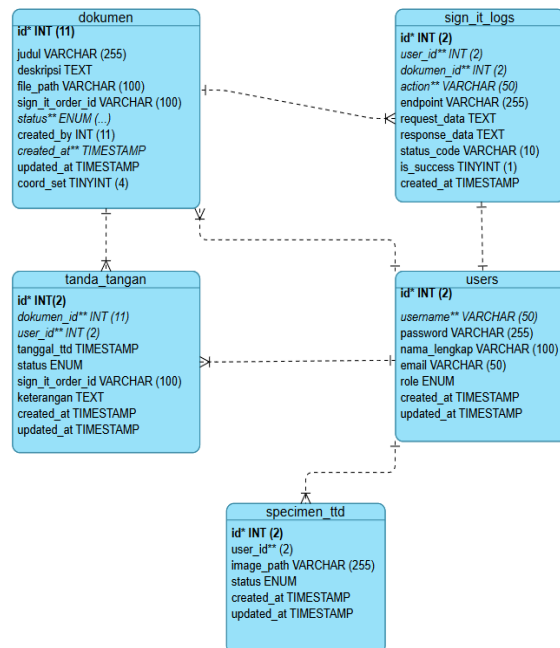 dokumen
id* INT (11)
judul VARCHAR (255)
deskripsi TEXT
file_path VARCHAR (100)
sign_it_order_id VARCHAR (100)
status** ENUM (...)
created_by INT (11)
created_at** TIMESTAMP
updated_at TIMESTAMP
coord_set TINYINT (4)
sign_it_logs
id* INT (2)
user_id** INT (2)
dokumen_id** INT (2)
action** VARCHAR (50)
endpoint VARCHAR (255)
request_data TEXT
response_data TEXT
status_code VARCHAR (10)
is_success TINYINT (1)
created_at TIMESTAMP
tanda_tangan
id* INT(2)
dokumen_id** INT (11)
user_id** INT (2)
tanggal_ttd TIMESTAMP
status ENUM
sign_it_order_id VARCHAR (100)
keterangan TEXT
created_at TIMESTAMP
updated_at TIMESTAMP
users
id* INT (2)
username** VARCHAR (50)
password VARCHAR (255)
nama_lengkap VARCHAR (100)
email VARCHAR (50)
role ENUM
created_at TIMESTAMP
updated_at TIMESTAMP
specimen_ttd
id* INT (2)
user_id** (2)
image_path VARCHAR (255)
status ENUM
created_at TIMESTAMP
updated_at TIMESTAMP